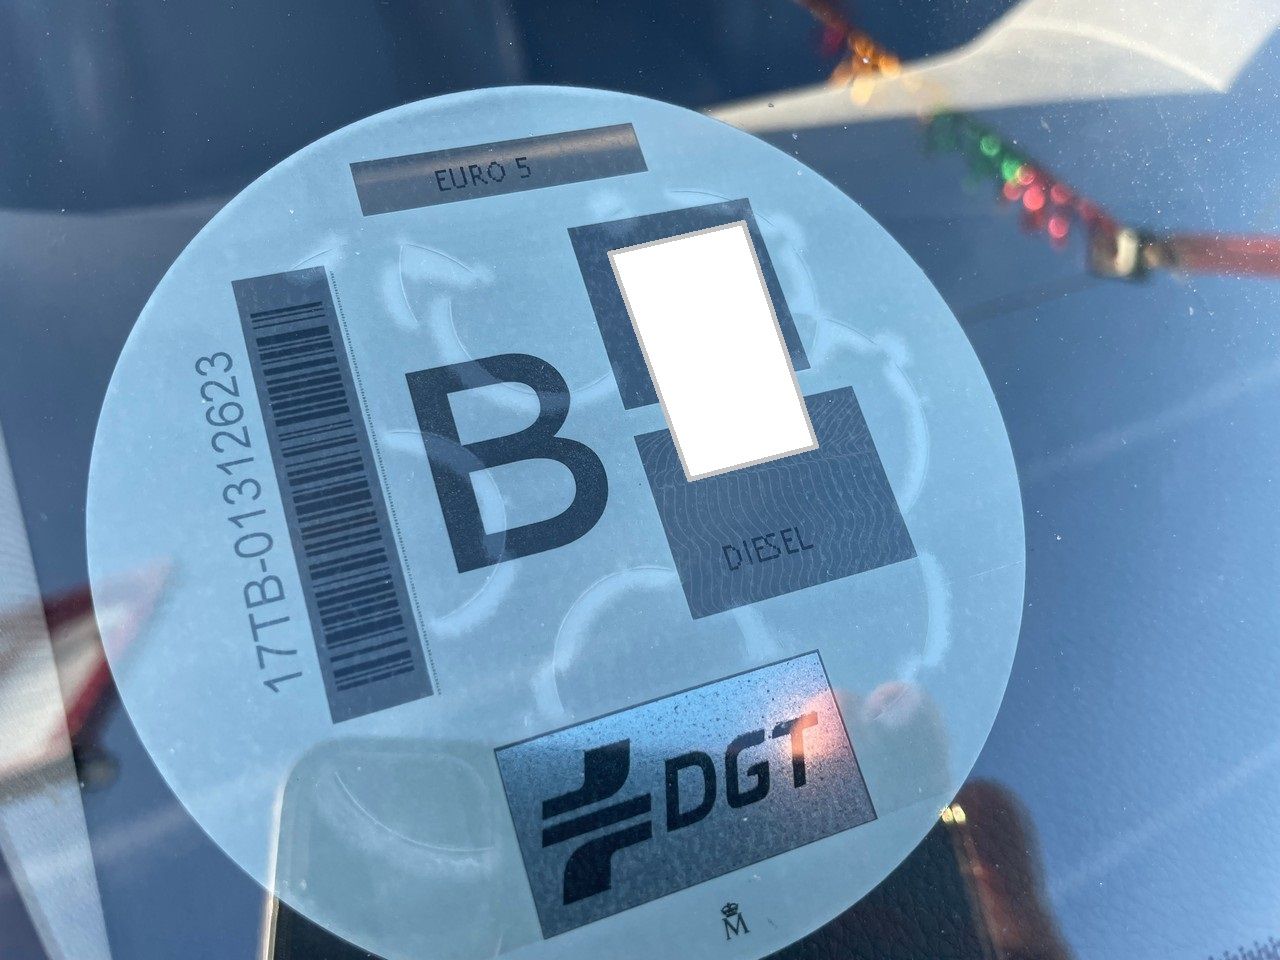 EURO 5
17TB-01312623
B
DIESEL
DGT
M